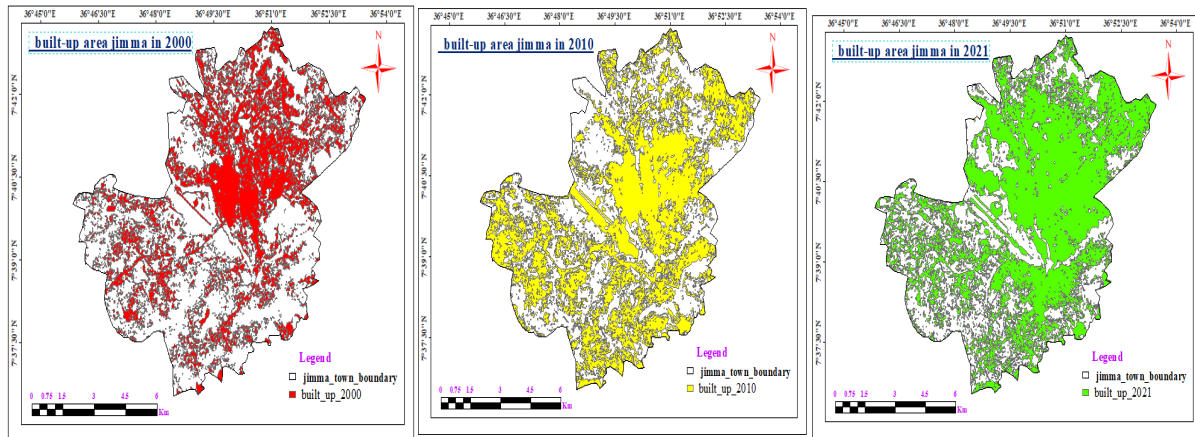 36°45'0"E 36°46'30"E 36°48'0"E 36°49'30"E 36°51'0"E 36°52'30"E 36°54'0"E
built-up area jimma in 2000
N
7°42'0"N
7°40'30"N
7°39'0"N
7°37'30"N
Legend
jimma_town_boundary
built_up_2000
0 0.75 1.5 3 4.5 6
Km
36°45'0"E 36°46'30"E 36°48'0"E 36°49'30"E 36°51'0"E 36°52'30"E 36°54'0"E
built-up area jimma in 2010
N
7°42'0"N
7°40'30"N
7°39'0"N
7°37'30"N
Legend
jimma_town_boundary
built_up_2010
0 0.75 1.5 3 4.5 6
Km
36°45'0"E 36°46'30"E 36°48'0"E 36°49'30"E 36°51'0"E 36°52'30"E 36°54'0"E
built-up area jimma in 2021
N
7°42'0"N
7°40'30"N
7°39'0"N
7°37'30"N
Legend
jimma_town_boundary
built_up_2021
0 0.75 1.5 3 4.5 6
Km